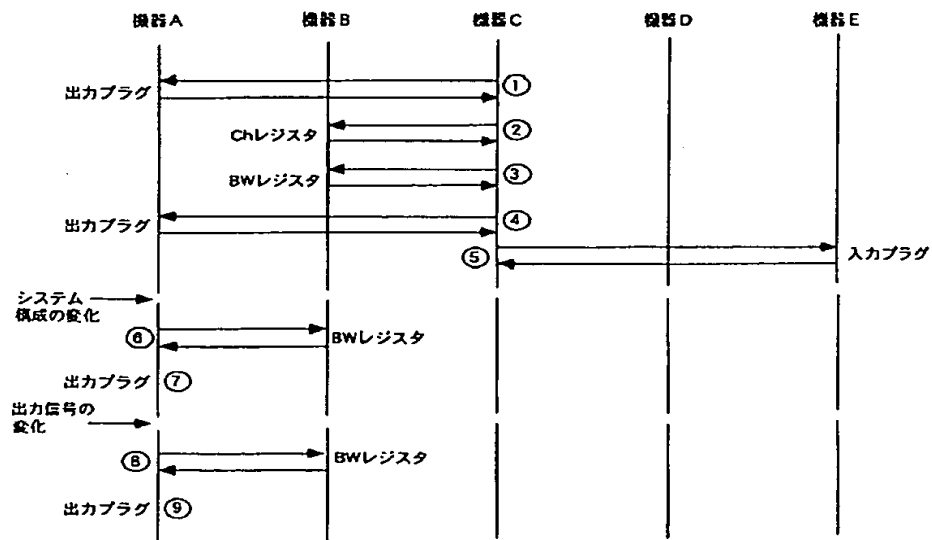 機器A 機器B 機器C 機器D 機器E
①
出力プラグ
②
Chレジスタ
③
BWレジスタ
④
出力プラグ
⑤
入力プラグ
システム
構成の変化
⑥
BWレジスタ
出力プラグ ⑦
出力信号の
変化
⑧
BWレジスタ
出力プラグ ⑨